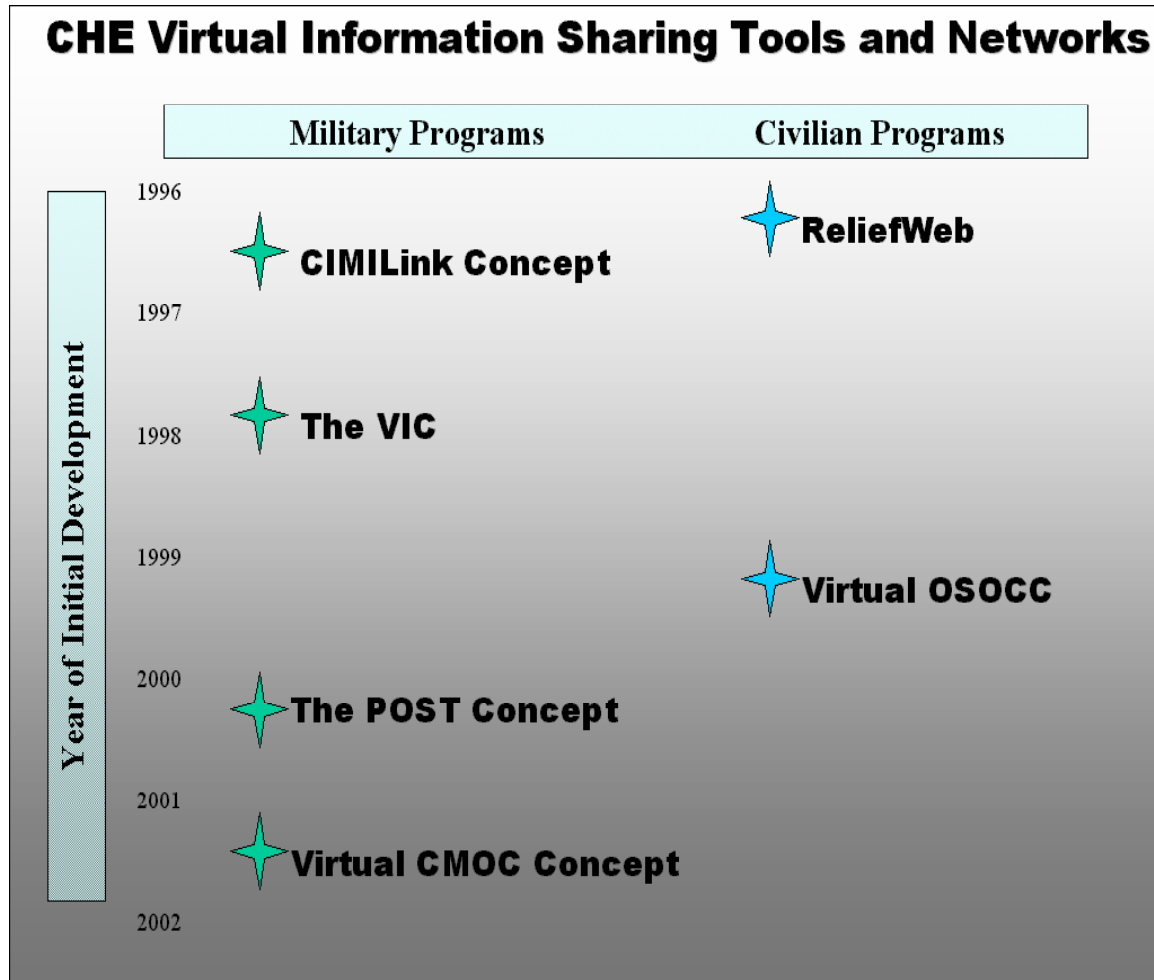 CHE Virtual Information Sharing Tools and Networks
Military Programs
Civilian Programs
Year of Initial Development
1996
ReliefWeb
CIMILink Concept
1997
The VIC
1998
1999
Virtual OSOCC
2000
The POST Concept
2001
Virtual CMOC Concept
2002